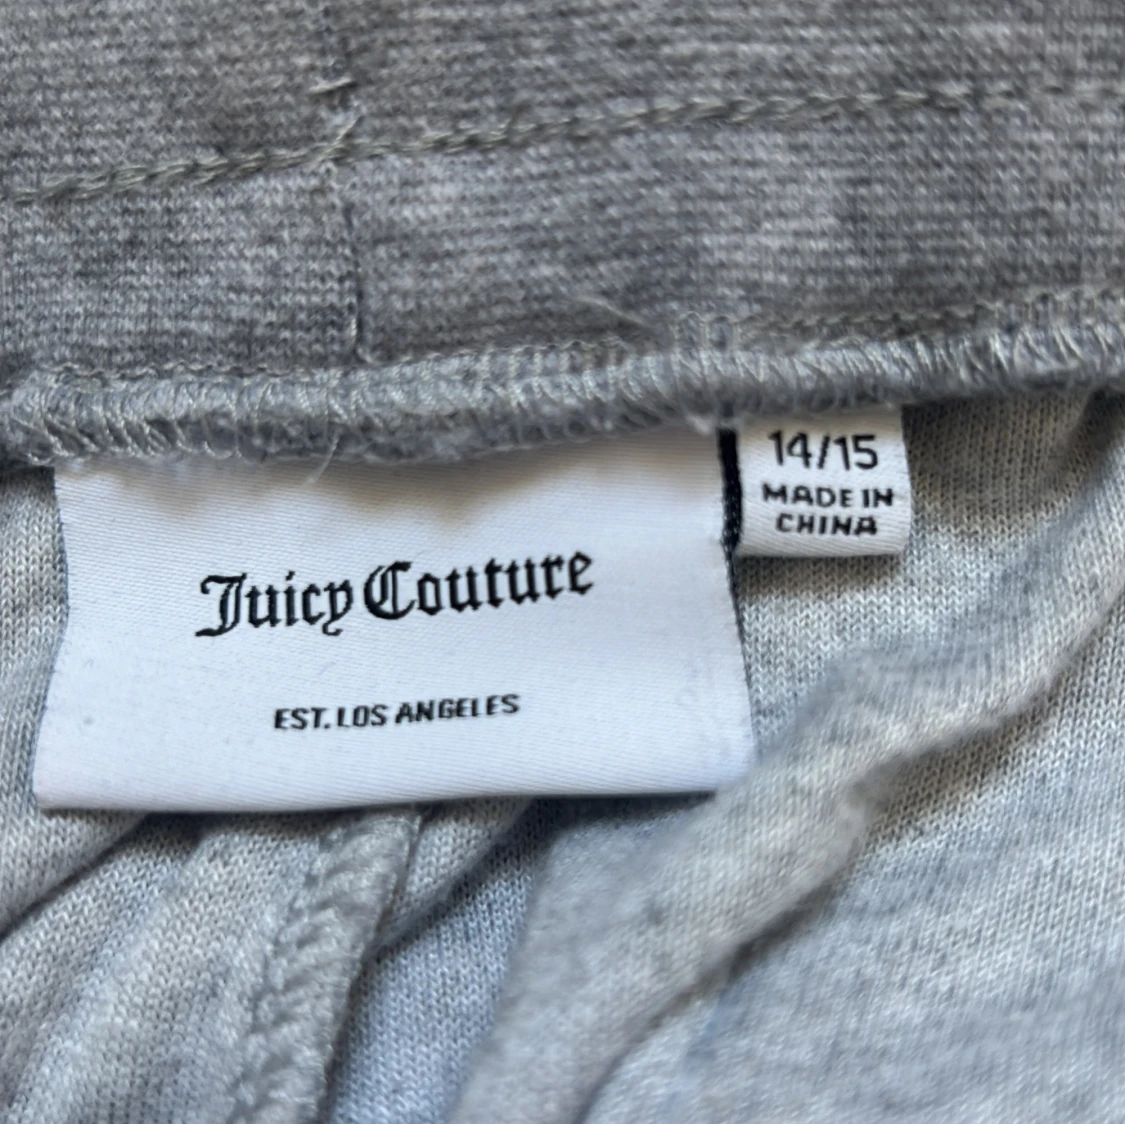 Juicy Couture
EST. LOS ANGELES
14/15
MADE IN
CHINA